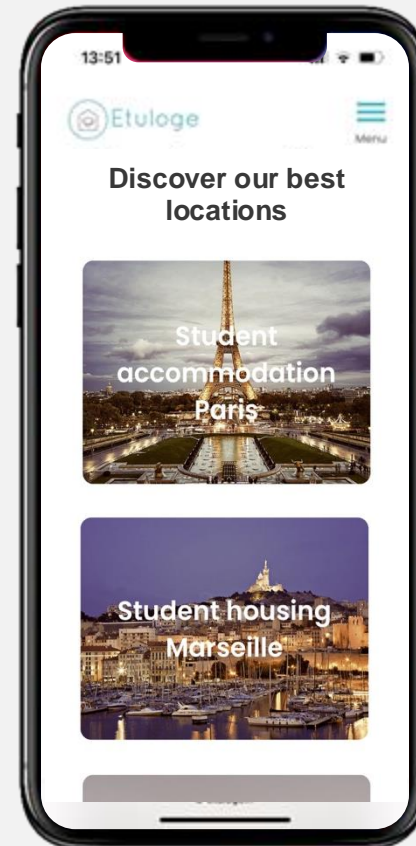 13:51
Etuloge
Menu
Discover our best
locations
Student
accommodation
Paris
Student housing
Marseille